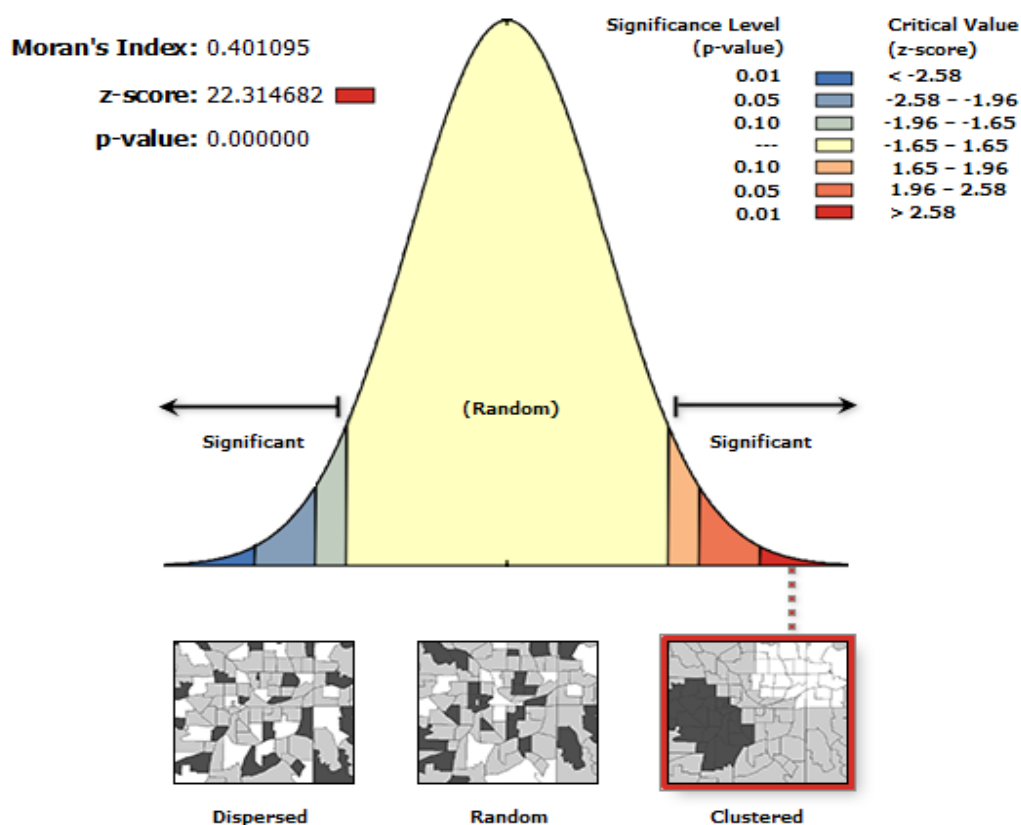 Moran's Index: 0.401095
z-score: 22.314682
p-value: 0.000000
Significance Level
(p-value)
Critical Value
(z-score)
0.01 < -2.58
0.05 -2.58 – -1.96
0.10 -1.96 – -1.65
--- -1.65 – 1.65
0.10 1.65 – 1.96
0.05 1.96 – 2.58
0.01 > 2.58
(Random)
Significant
Significant
Dispersed
Random
Clustered